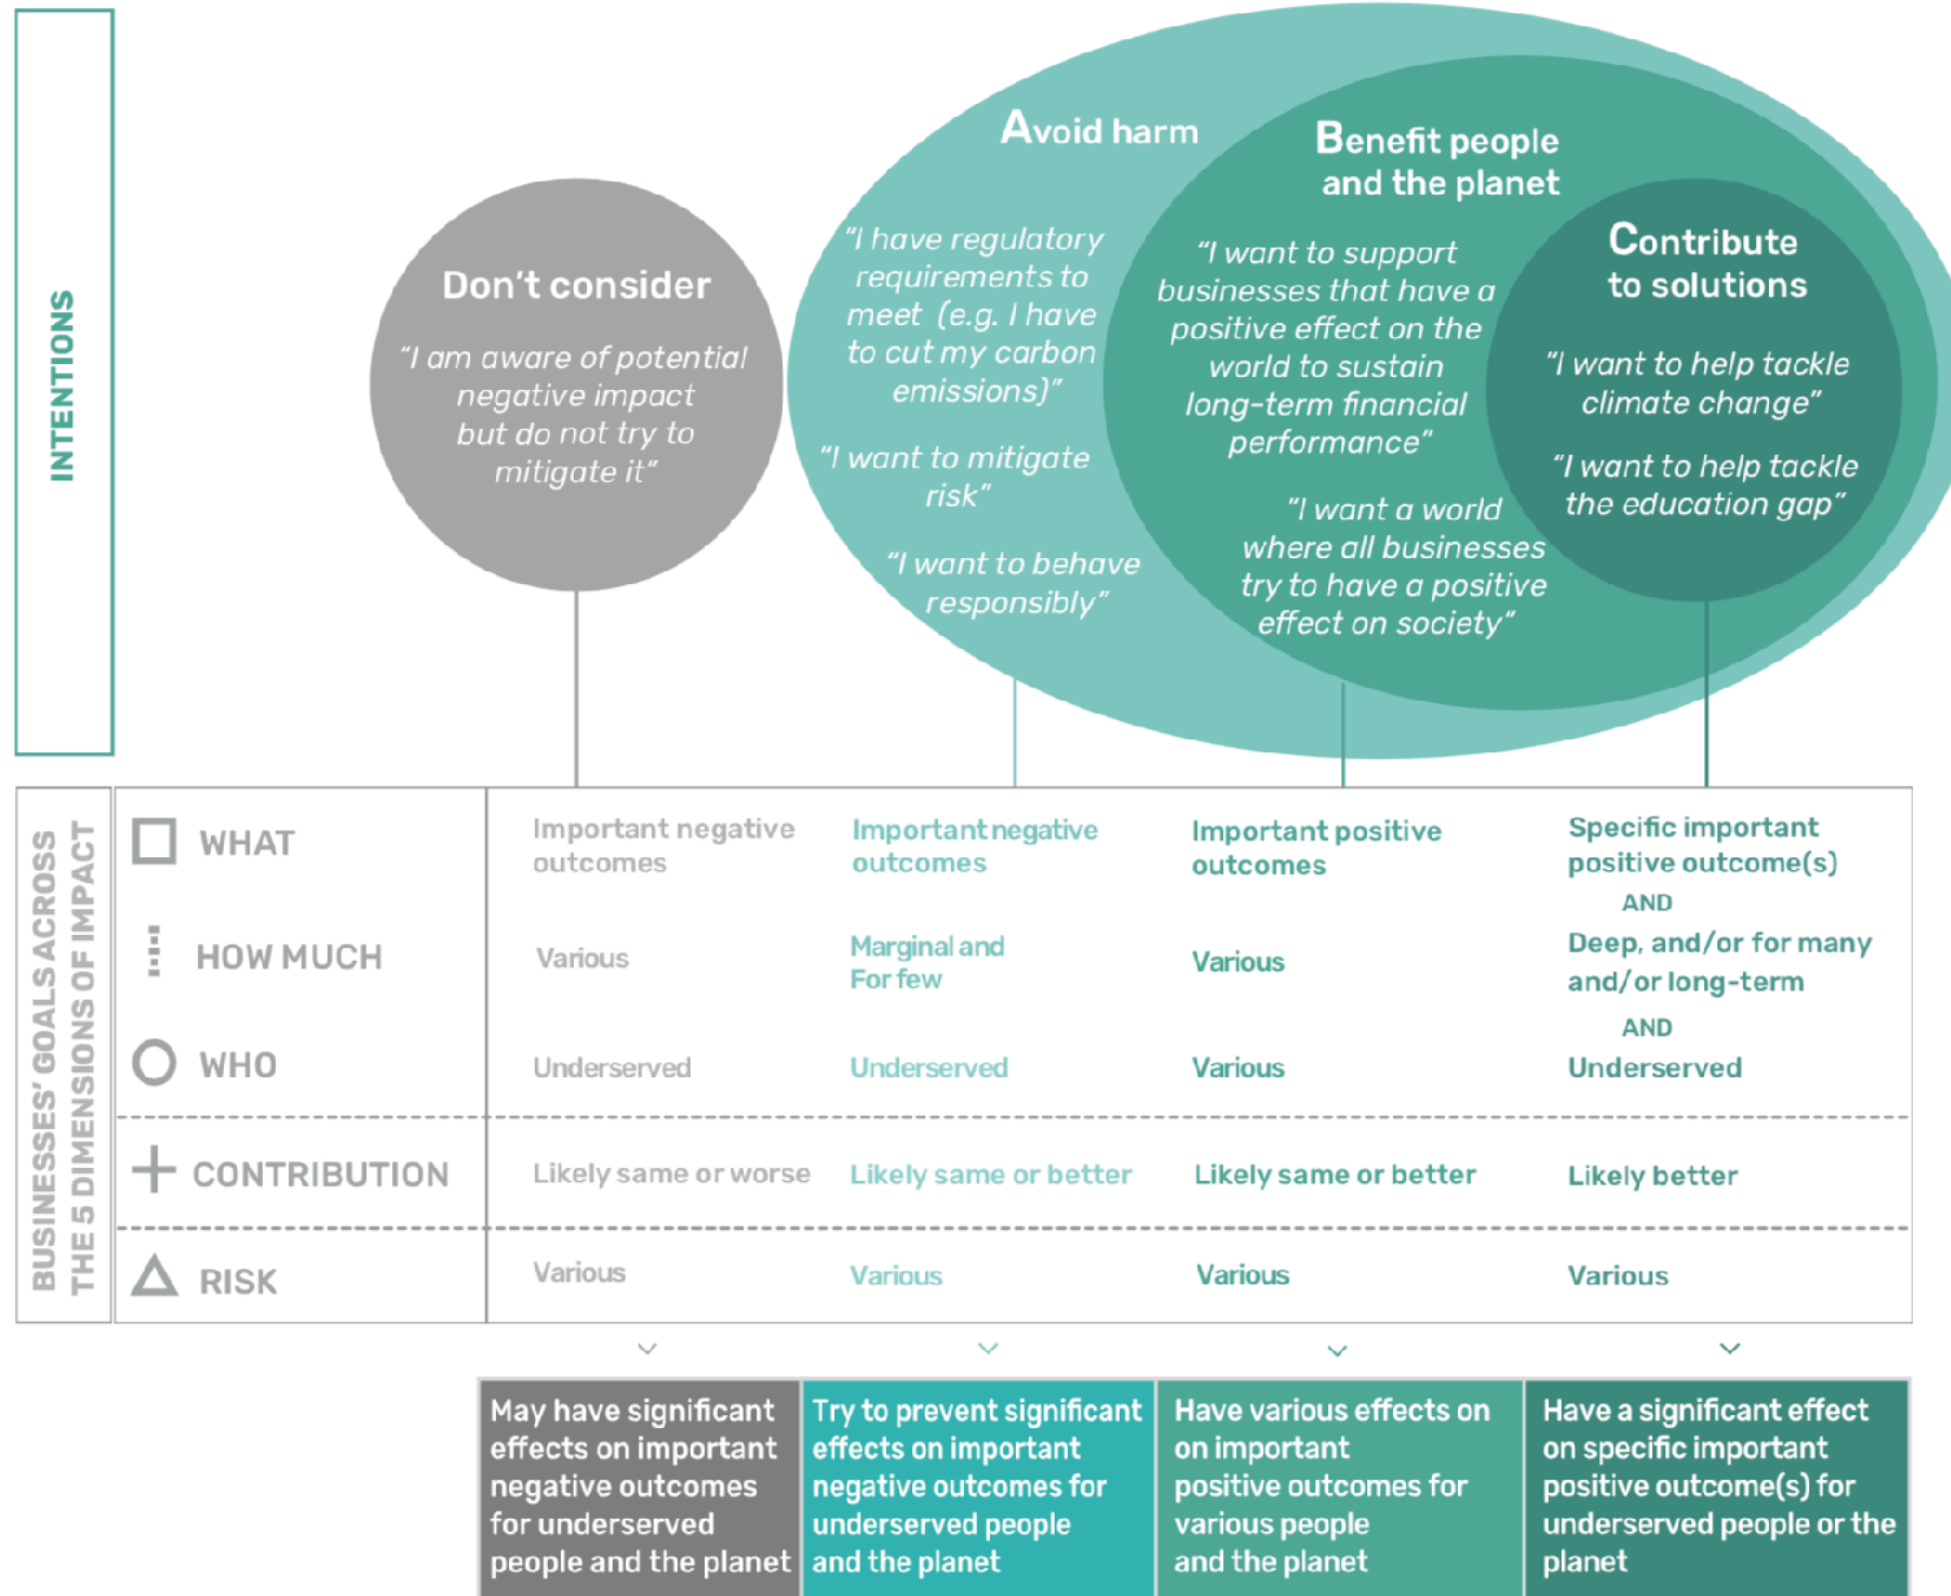 INTENTIONS
Don't consider
“I am aware of potential
negative impact
but do not try to
mitigate it”
Avoid harm
“I have regulatory
requirements to
meet (e.g. I have
to cut my carbon
emissions)”
“I want to mitigate
risk”
“I want to behave
responsibly”
Benefit people
and the planet
“I want to support
businesses that have a
positive effect on the
world to sustain
long-term financial
performance”
“I want a world
where all businesses
try to have a positive
effect on society”
Contribute
to solutions
“I want to help tackle
climate change”
“I want to help tackle
the education gap”
BUSINESSES' GOALS ACROSS
THE 5 DIMENSIONS OF IMPACT
WHAT
Important negative
outcomes
Important negative
outcomes
Important positive
outcomes
Specific important
positive outcome(s)
AND
HOW MUCH
Various
Marginal and
For few
Various
Deep, and/or for many
and/or long-term
AND
WHO
Underserved
Underserved
Various
Underserved
CONTRIBUTION
Likely same or worse
Likely same or better
Likely same or better
Likely better
RISK
Various
Various
Various
Various
May have significant
effects on important
negative outcomes
for underserved
people and the planet
Try to prevent significant
effects on important
negative outcomes for
underserved people
and the planet
Have various effects on
on important
positive outcomes for
various people
and the planet
Have a significant effect
on specific important
positive outcome(s) for
underserved people or the
planet